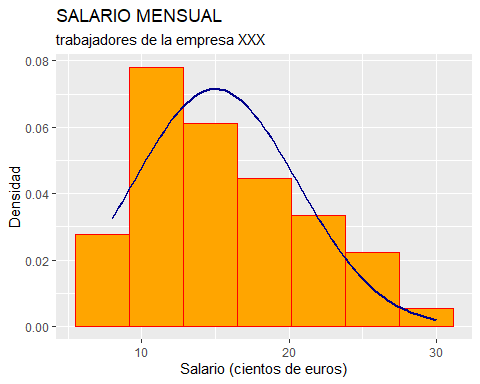 SALARIO MENSUAL
trabajadores de la empresa XXX
0.08
0.06
0.04
0.02
0.00
Densidad
10
20
30
Salario (cientos de euros)